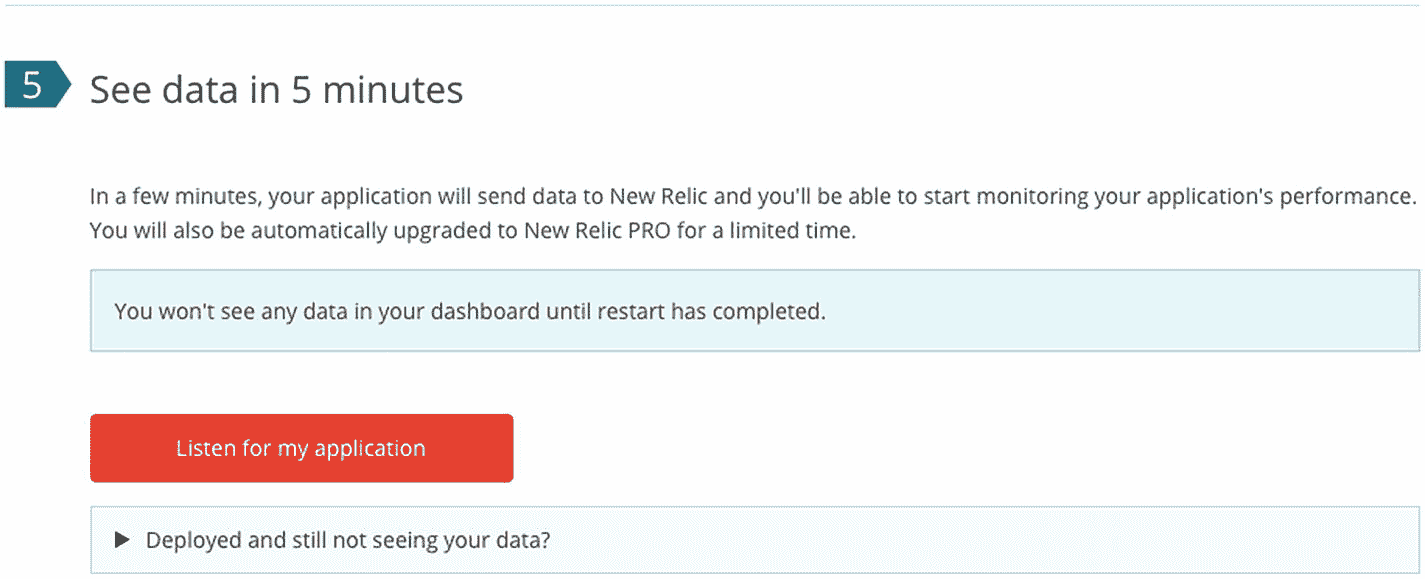 5
See data in 5 minutes
In a few minutes, your application will send data to New Relic and you'll be able to start monitoring your application's performance.
You will also be automatically upgraded to New Relic PRO for a limited time.
You won't see any data in your dashboard until restart has completed.
Listen for my application
Deployed and still not seeing your data?